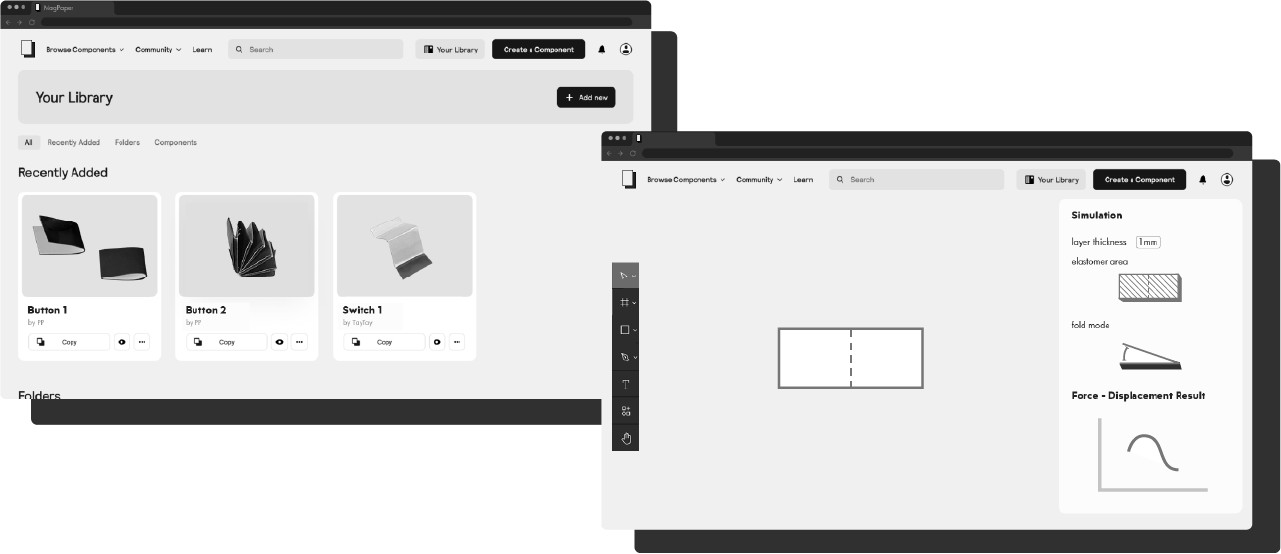 NagPaper
Browse Components
Community
Learn
Search
Your Library
Create a Component
Your Library
+ Add new
All
Recently Added
Folders
Components
Recently Added
Button 1
by PP
Copy
Button 2
by PP
Copy
Switch 1
by TayTay
Copy
Folders
Browse Components
Community
Learn
Search
Your Library
Create a Component
T
Simulation
layer thickness
1mm
elastomer area
fold mode
Force - Displacement Result